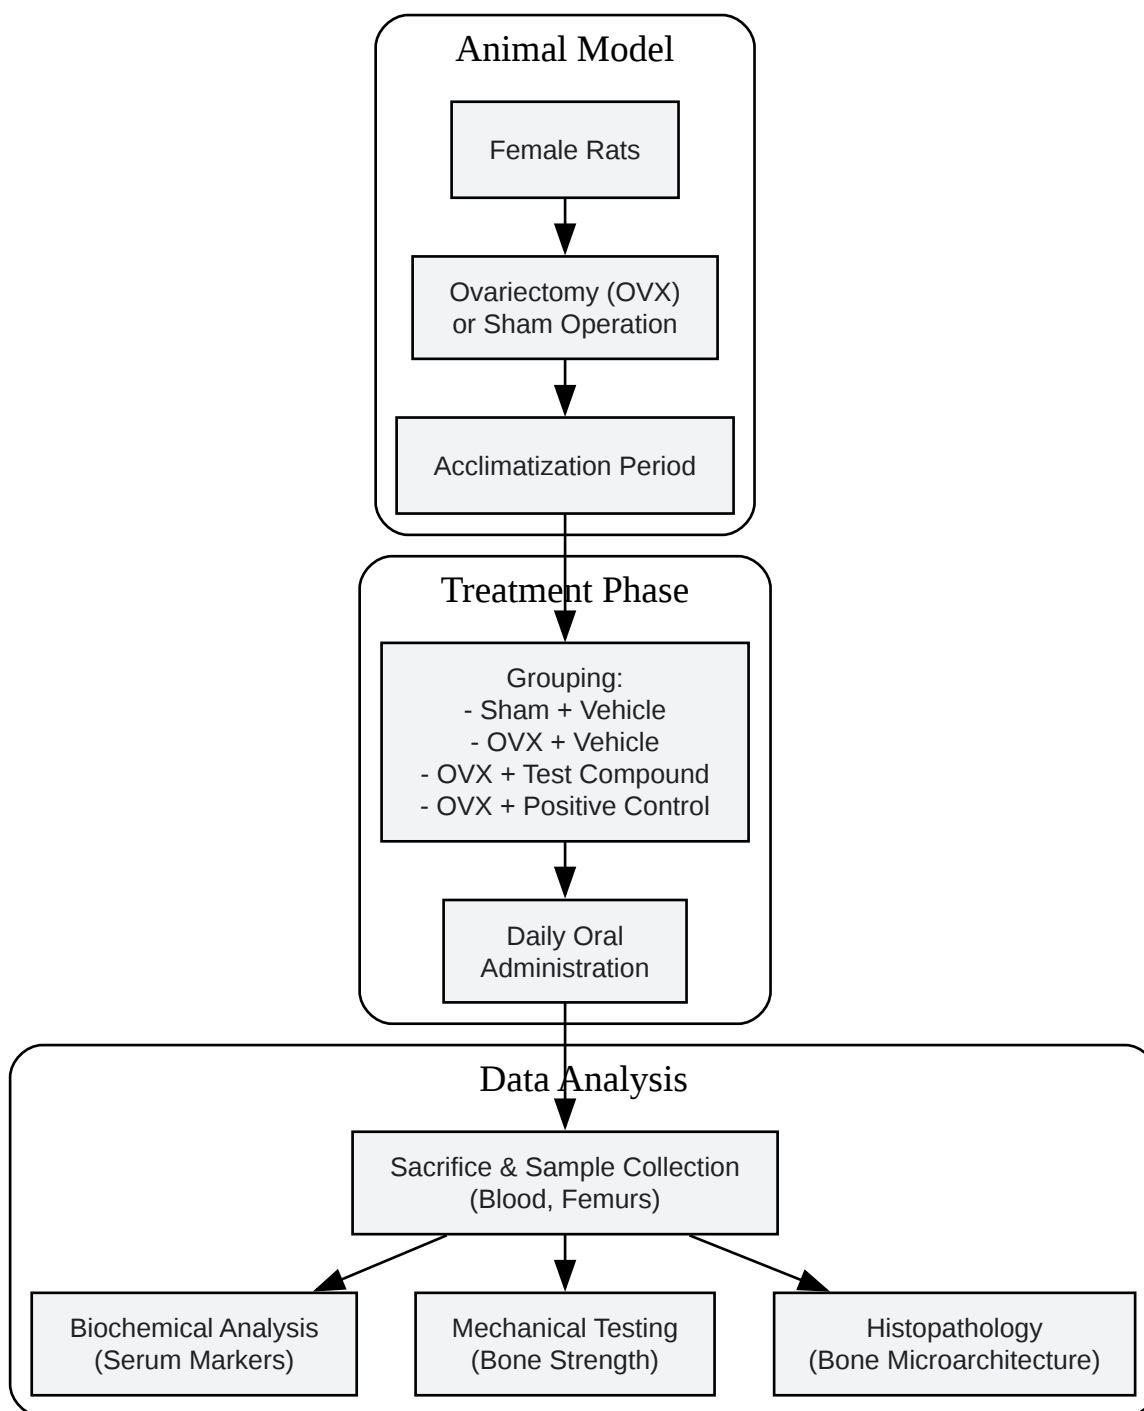 Animal Model
Female Rats
Ovariectomy (OVX)
or Sham Operation
Acclimatization Period
Treatment Phase
Grouping:
- Sham + Vehicle
- OVX + Vehicle
- OVX + Test Compound
- OVX + Positive Control
Daily Oral
Administration
Data Analysis
Sacrifice & Sample Collection
(Blood, Femurs)
Biochemical Analysis
(Serum Markers)
Mechanical Testing
(Bone Strength)
Histopathology
(Bone Microarchitecture)